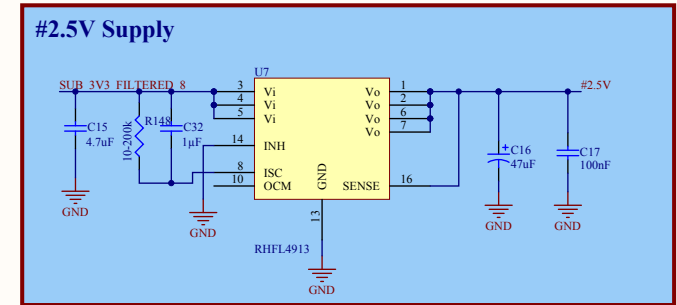 #2.5V Supply
U7
SUB_3V3_FILTERED_8
3
4
5
Vi
Vi
Vi
Vo
Vo
Vo
Vo
1
2
6
7
#2.5V
C15
4.7uF
R148
10-200k
C32
1µF
14
INH
8
ISC
10
OCM
GND
SENSE
16
13
C16
47uF
C17
100nF
GND
GND
GND
GND
RHFL4913
GND